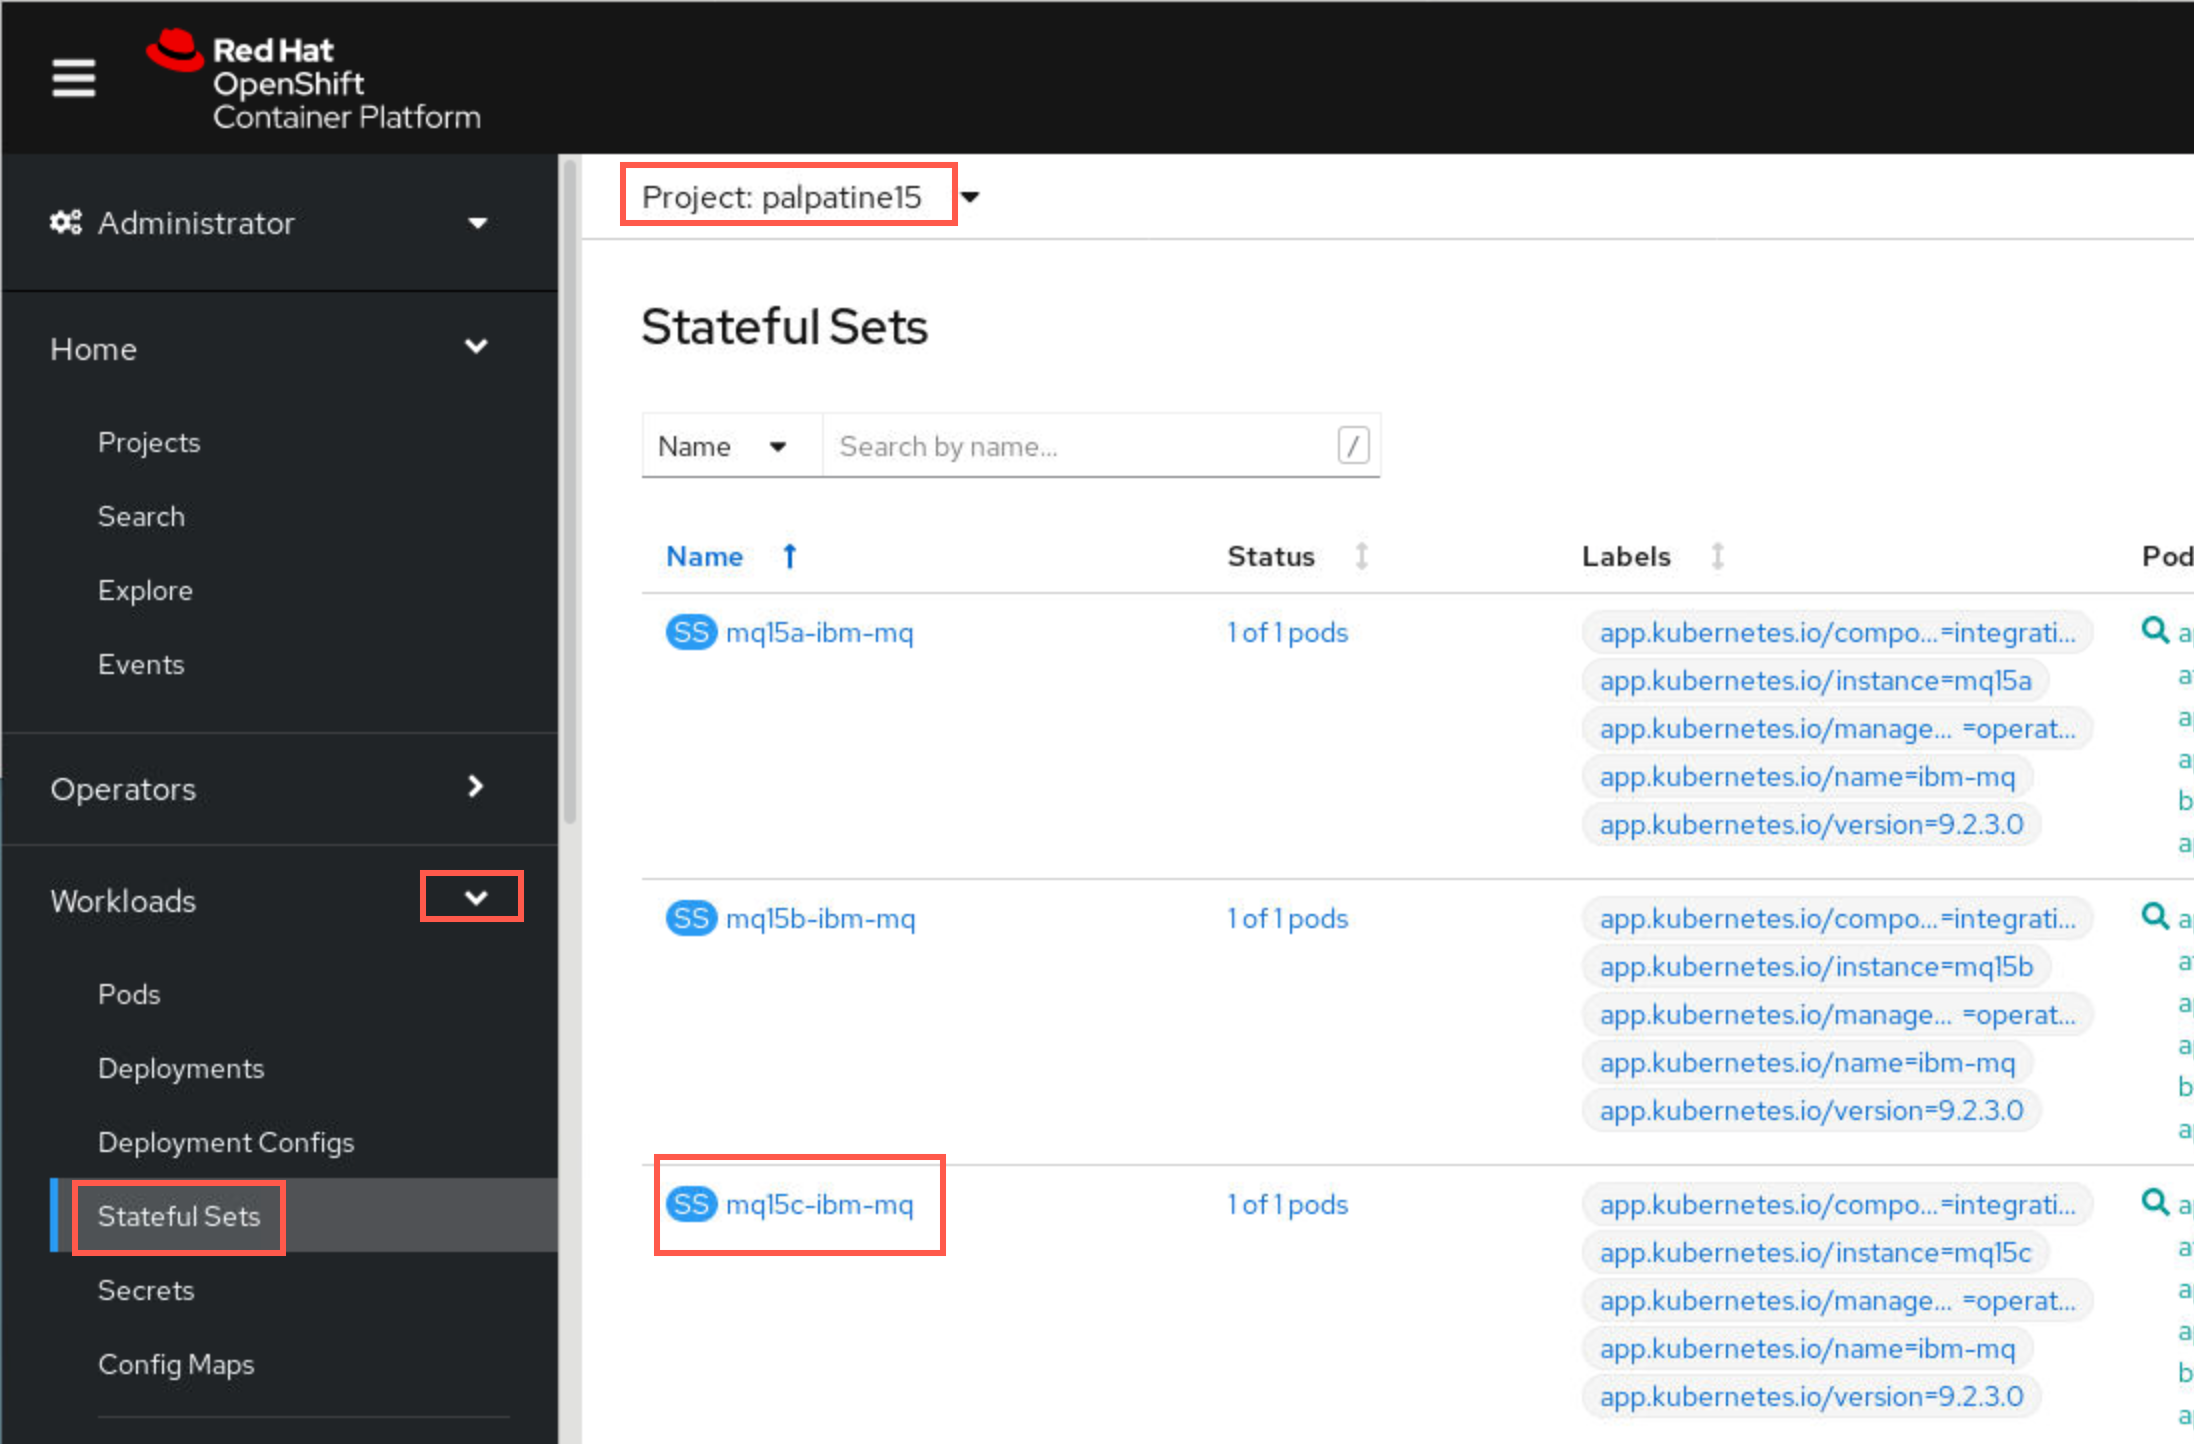 Red Hat
OpenShift
Container Platform
Administrator
Home
Projects
Search
Explore
Events
Operators
Workloads
Pods
Deployments
Deployment Configs
Stateful Sets
Secrets
Config Maps
Project: palpatine15
Stateful Sets
Name
Search by name...
/
Name Status Labels Pod
SS mq15a-ibm-mq 1 of 1 pods app.kubernetes.io/compo...=integrati...
app.kubernetes.io/instance=mq15a
app.kubernetes.io/manage... =operat...
app.kubernetes.io/name=ibm-mq
app.kubernetes.io/version=9.2.3.0
SS mq15b-ibm-mq 1 of 1 pods app.kubernetes.io/compo...=integrati...
app.kubernetes.io/instance=mq15b
app.kubernetes.io/manage... =operat...
app.kubernetes.io/name=ibm-mq
app.kubernetes.io/version=9.2.3.0
SS mq15c-ibm-mq 1 of 1 pods app.kubernetes.io/compo...=integrati...
app.kubernetes.io/instance=mq15c
app.kubernetes.io/manage... =operat...
app.kubernetes.io/name=ibm-mq
app.kubernetes.io/version=9.2.3.0